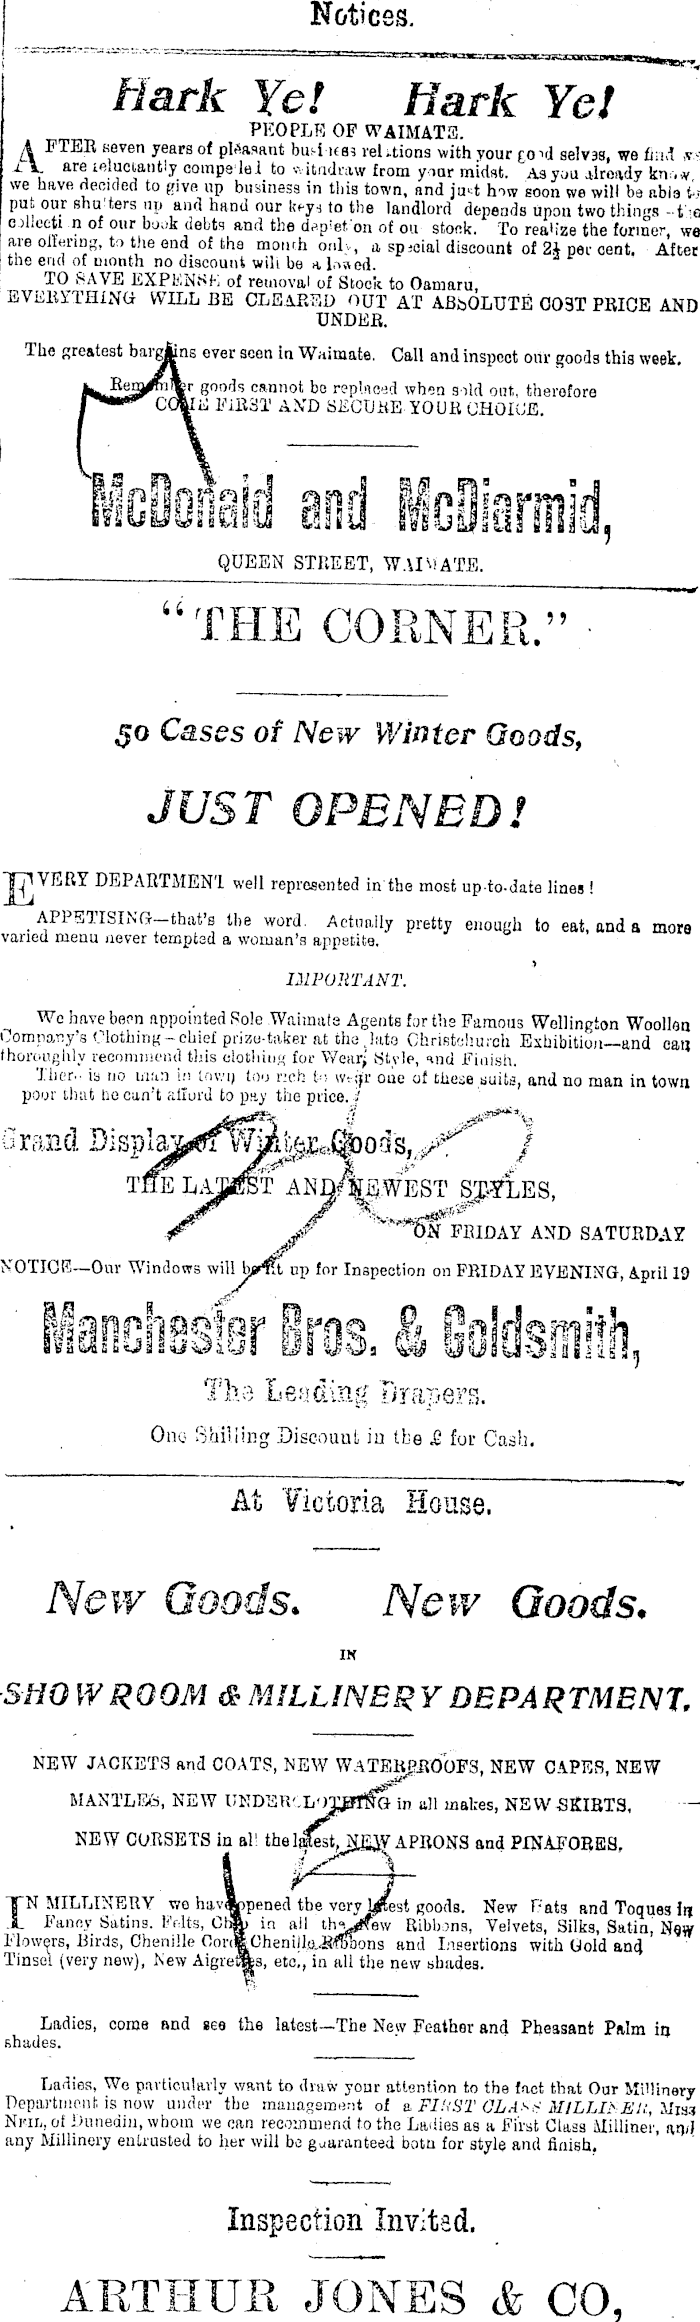 Notices.
Hark Ye! Hark Ye!
PEOPLE OF WAIMATE.
AFTER seven years of pleasant business relations with your good selves, we find we
are reluctantly compelled to withdraw from your midst. As you already know,
we have decided to give up business in this town, and just how soon we will be able to
put our shutters up and hand our keys to the landlord depends upon two things--the
collection of our book debts and the depletion of our stock. To realize the former, we
are offering, to the end of the month only, a special discount of 2½ per cent. After
the end of month no discount will be allowed.
TO SAVE EXPENSE of removal of Stock to Oamaru,
EVERYTHING WILL BE CLEARED OUT AT ABSOLUTE COST PRICE AND
UNDER.
The greatest bargains ever seen in Waimate. Call and inspect our goods this week.
Remember goods cannot be replaced when sold out, therefore
COME FIRST AND SECURE YOUR CHOICE.
McDonald and McDiarmid,
QUEEN STREET, WAIMATE.
"THE CORNER."
50 Cases of New Winter Goods,
JUST OPENED!
EVERY DEPARTMENT well represented in the most up-to-date lines!
APPETISING—that's the word. Actually pretty enough to eat, and a more
varied menu never tempted a woman's appetite.
IMPORTANT.
We have been appointed Sole Waimate Agents for the Famous Wellington Woollen
Company's Clothing—chief prize-taker at the late Christchurch Exhibition—and can
thoroughly recommend this clothing for Wear, Style, and Finish.
There is no man in town too rich to wear one of these suits, and no man in town
poor that he can't afford to pay the price.
Grand Display of Winter Goods,
THE LATEST AND NEWEST STYLES,
ON FRIDAY AND SATURDAY
NOTICE—Our Windows will be lit up for Inspection on FRIDAY EVENING, April 19
Manchester Bros. & Goldsmith,
The Leading Drapers.
One Shilling Discount in the £ for Cash.
At Victoria House.
New Goods. New Goods.
IN
SHOW ROOM & MILLINERY DEPARTMENT.
NEW JACKETS and COATS, NEW WATERPROOFS, NEW CAPES, NEW
MANTLES, NEW UNDERCLOTHING in all makes, NEW SKIRTS,
NEW CORSETS in all the latest, NEW APRONS and PINAFORES.
IN MILLINERY we have opened the very latest goods. New Hats and Toques in
Fancy Satins, Felts, Chip in all the New Ribbons, Velvets, Silks, Satin, New
Flowers, Birds, Chenille Cord, Chenille Ribbons and Insertions with Gold and
Tinsel (very new), New Aigrettes, etc., in all the new shades.
Ladies, come and see the latest—The New Feather and Pheasant Palm in
shades.
Ladies, We particularly want to draw your attention to the fact that Our Millinery
Department is now under the management of a FIRST CLASS MILLINER, MISS
NEIL, of Dunedin, whom we can recommend to the Ladies as a First Class Milliner, and
any Millinery entrusted to her will be guaranteed both for style and finish.
Inspection Invited.
ARTHUR JONES & CO,